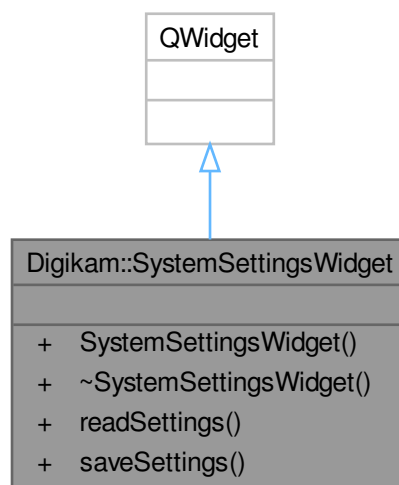 QWidget
Digikam::SystemSettingsWidget
+ SystemSettingsWidget()
+ ~SystemSettingsWidget()
+ readSettings()
+ saveSettings()